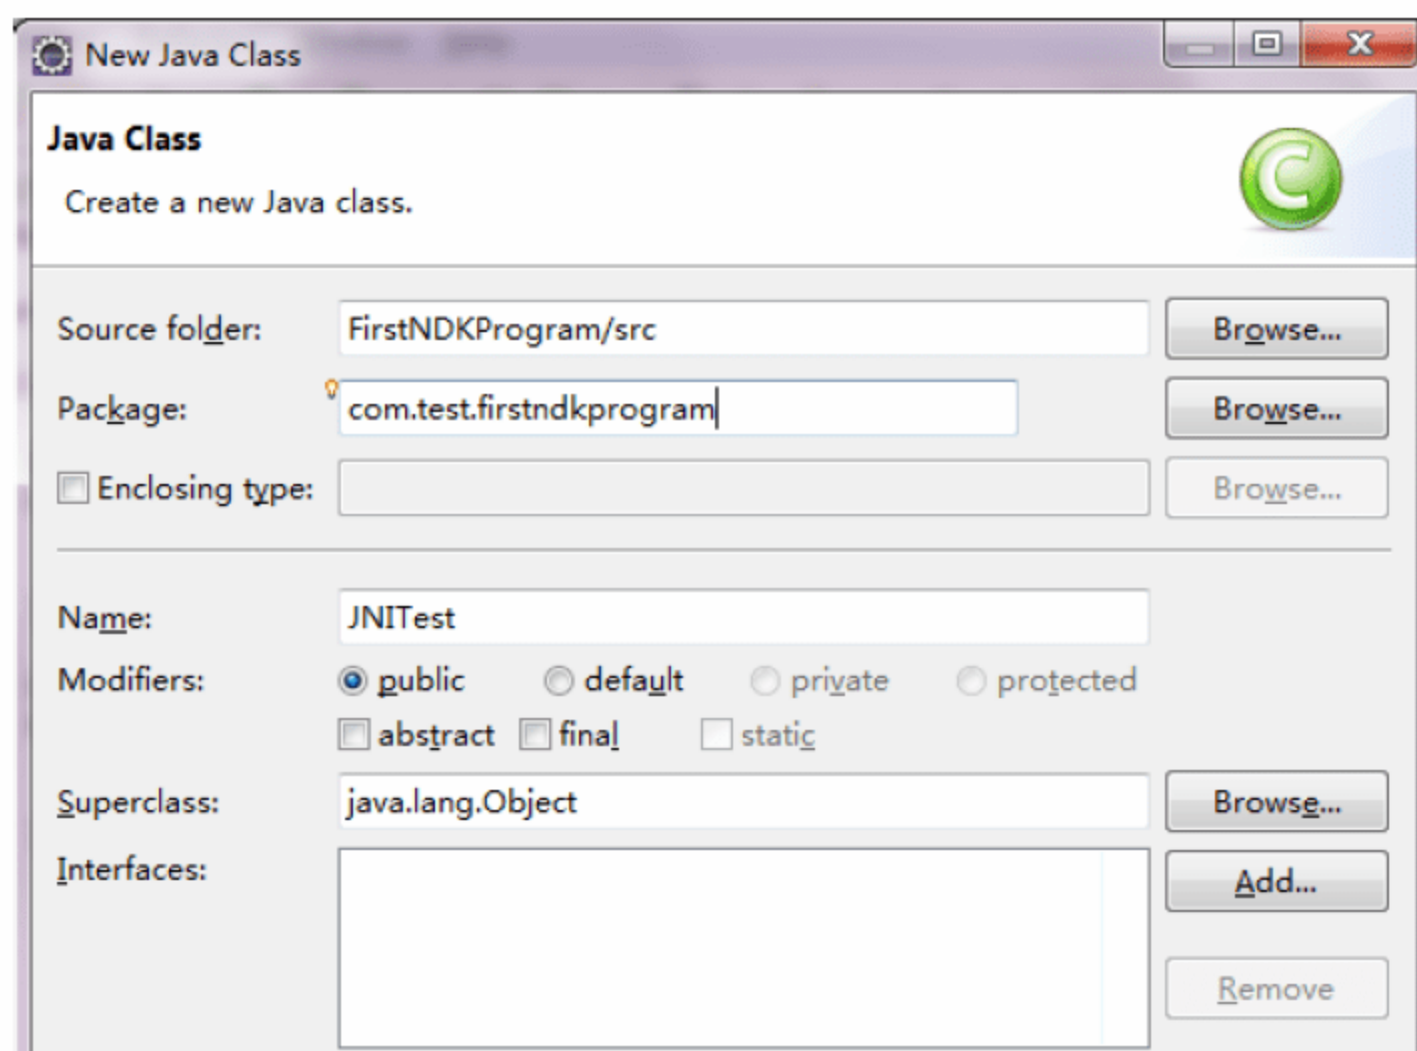 New Java Class
Java Class
Create a new Java class.
Source folder: FirstNDKProgram/src Browse...
Package: com.test.firstndkprogram Browse...
Enclosing type: Browse...
Name: JNITest
Modifiers: public default private protected
abstract final static
Superclass: java.lang.Object Browse...
Interfaces: Add...
Remove